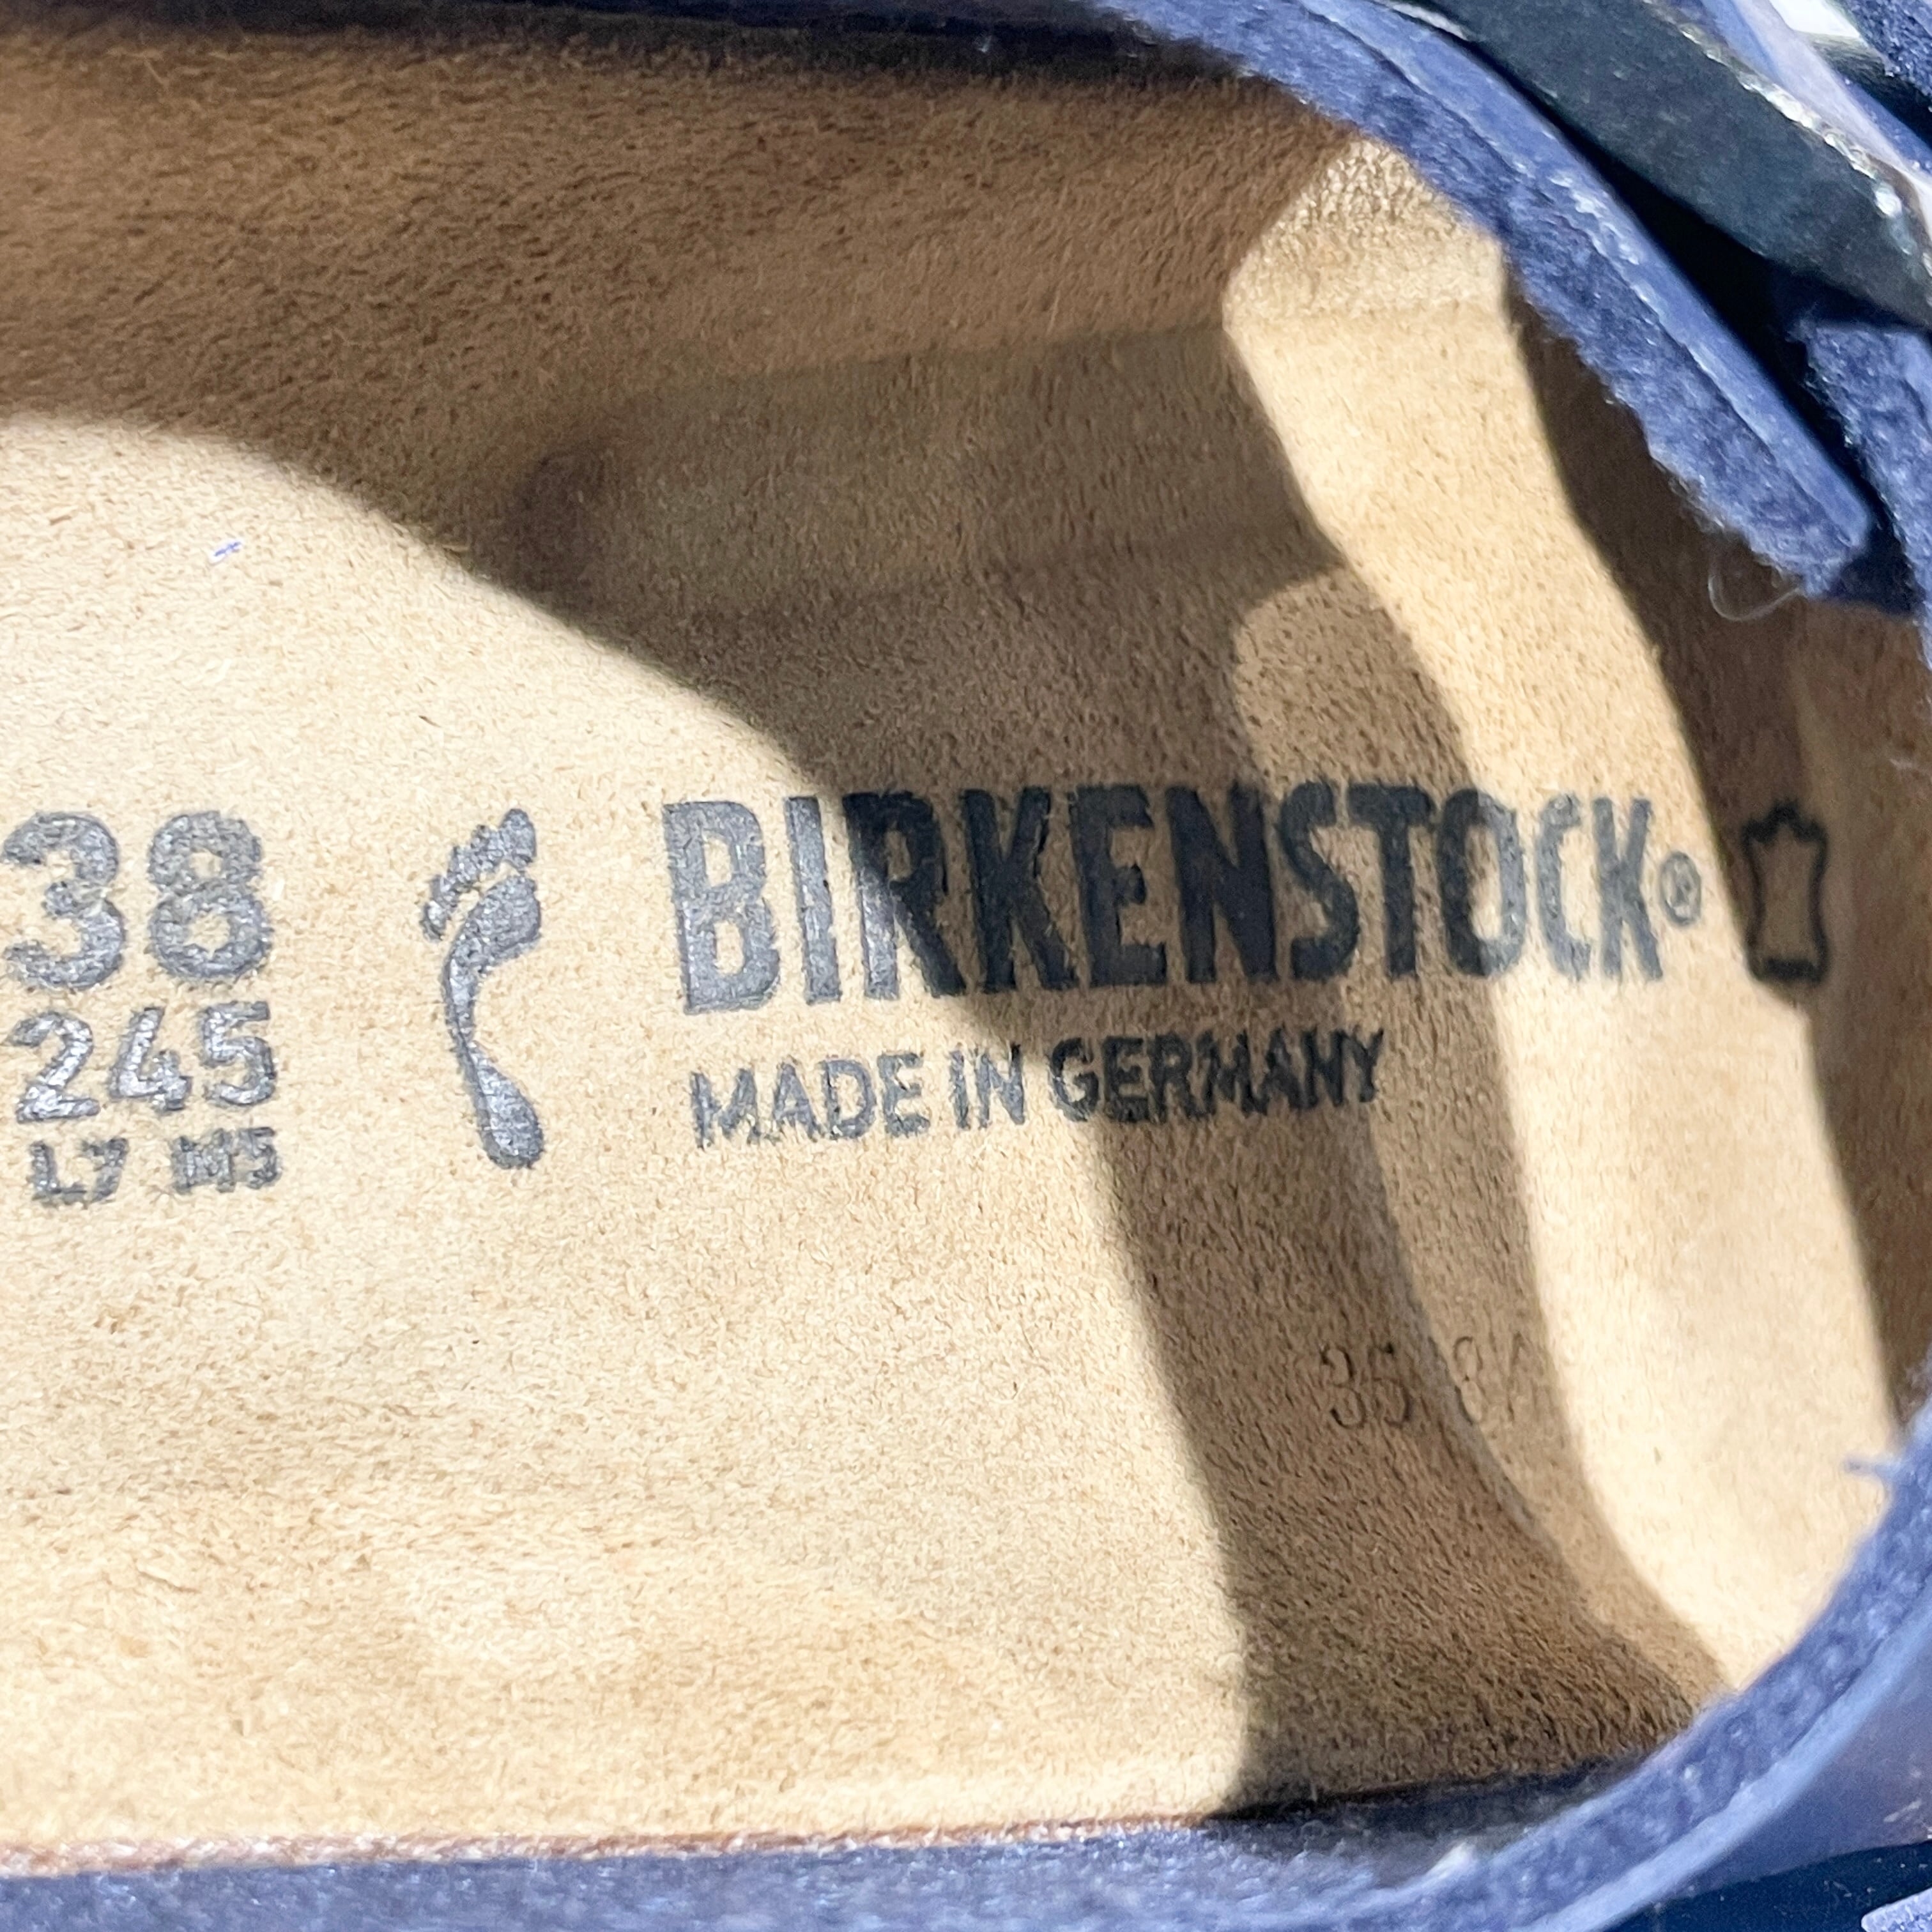 38
245
L7 M5
BIRKENSTOCK®
MADE IN GERMANY